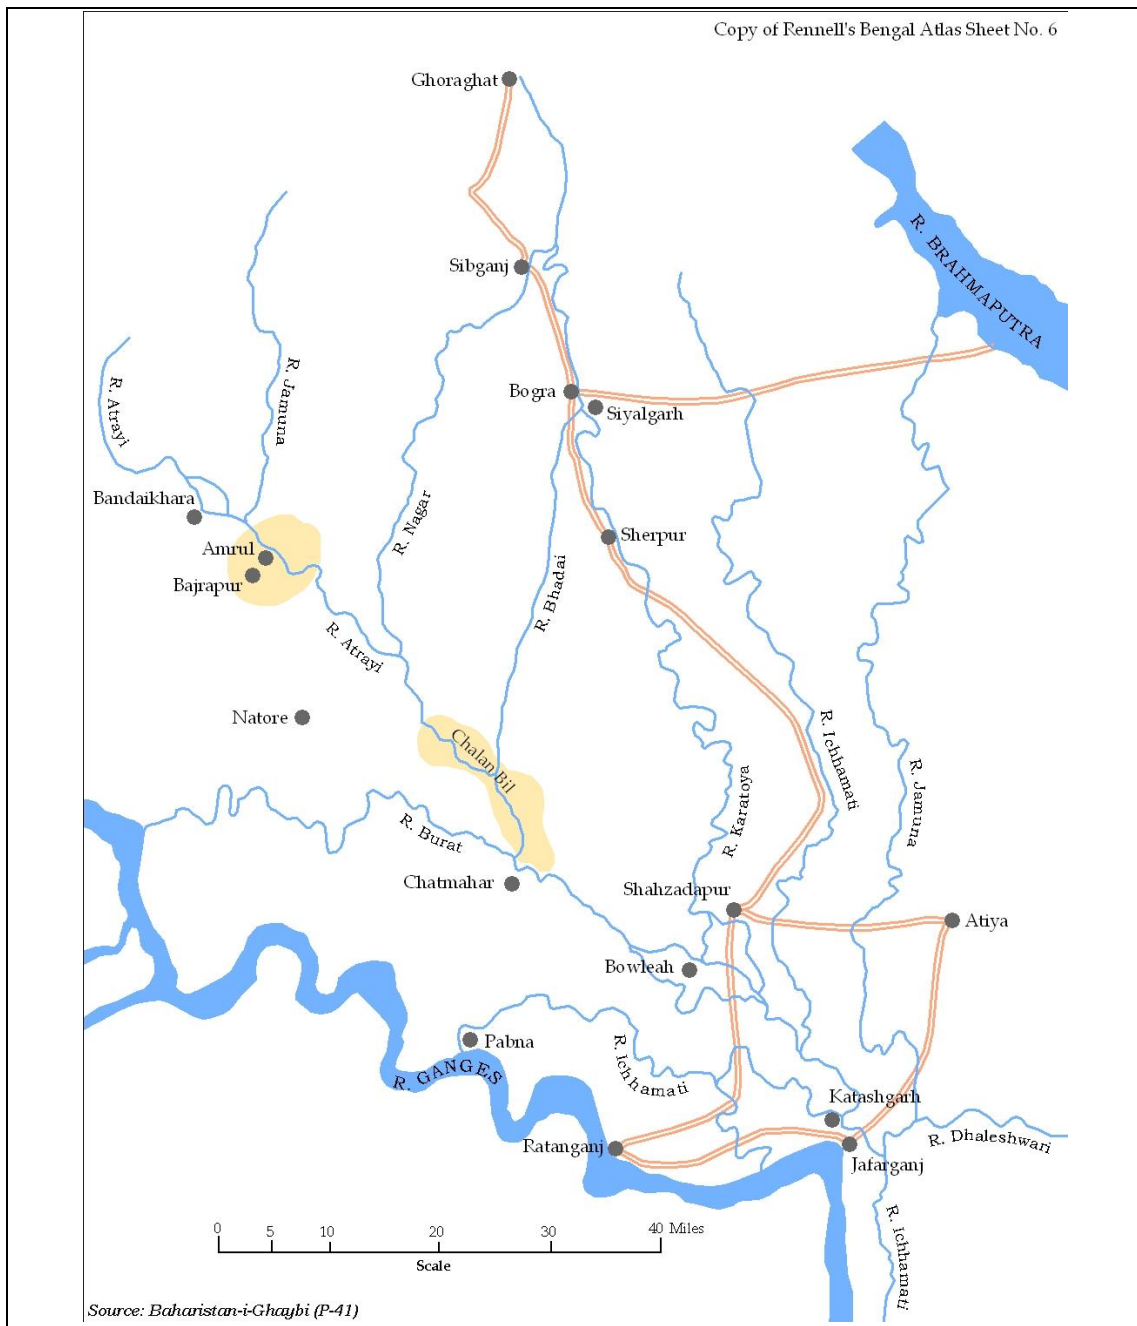 Copy of Rennell's Bengal Atlas Sheet No. 6
Ghoraghat
R. BRAHMAPUTRA
Sibganj
R. Atrayi
R. Jamuna
Bogra
Siyalgarh
Bandaikhara
R. Nagar
Sherpur
Amrul
Bajrapur
R. Bhadai
R. Atrayi
Natore
Chalan Bil
R. Ichhamati
R. Karatoya
R. Jamuna
R. Burat
Chatmahar
Shahzadapur
Atiya
Bowleah
Pabna
R. Ichhamati
R. GANGES
Katashgarh
Ratanganj
R. Dhaleshwari
Jafarganj
R. Ichhamati
0 5 10 20 30 40 Miles
Scale
Source: Baharistan-i-Ghaybi (P-41)